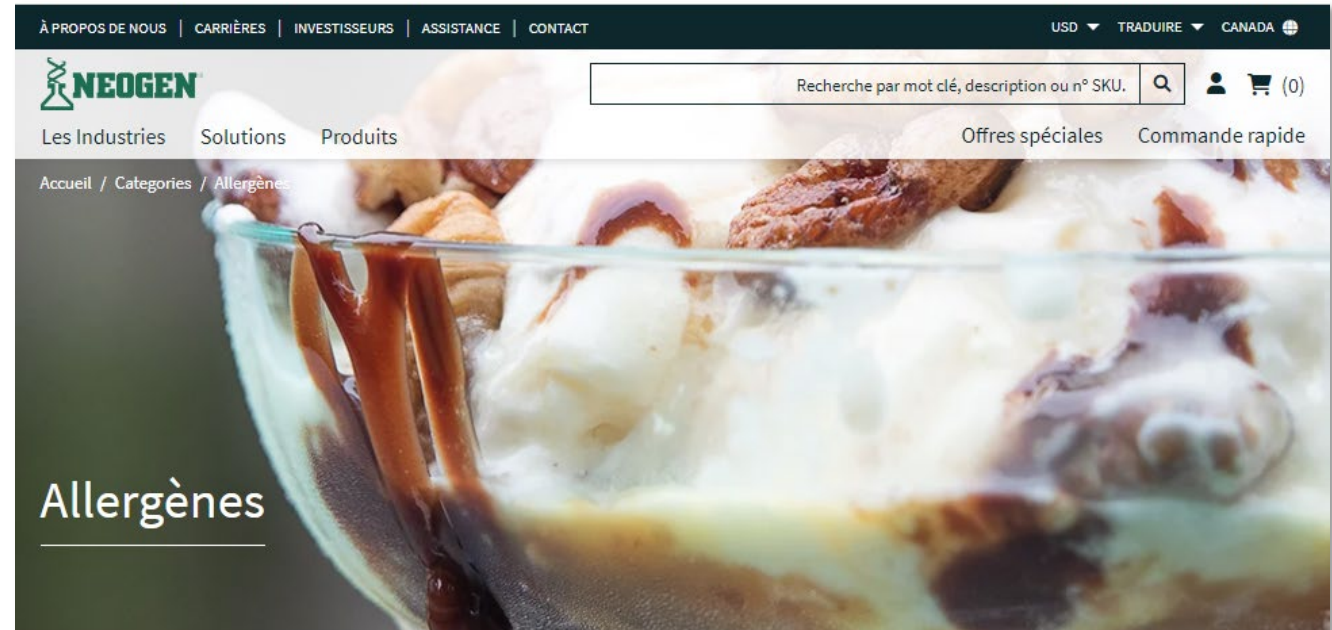 À PROPOS DE NOUS | CARRIÈRES | INVESTISSEURS | ASSISTANCE | CONTACT
USD TRADUIRE CANADA
NEOGEN
Recherche par mot clé, description ou n° SKU.
(0)
Les Industries Solutions Produits
Offres spéciales Commande rapide
Accueil / Categories / Allergènes
Allergènes